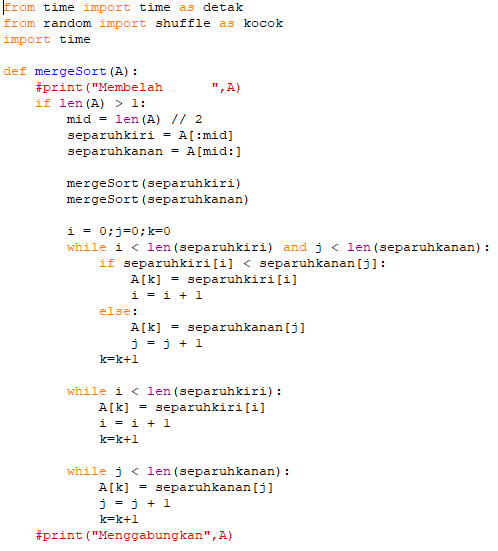 from time import time as detak
from random import shuffle as kocok
import time

def mergeSort(A):
    #print("Membelah      ",A)
    if len(A) > 1:
        mid = len(A) // 2
        separuhkiri = A[:mid]
        separuhkanan = A[mid:]

        mergeSort(separuhkiri)
        mergeSort(separuhkanan)

        i = 0;j=0;k=0
        while i < len(separuhkiri) and j < len(separuhkanan):
            if separuhkiri[i] < separuhkanan[j]:
                A[k] = separuhkiri[i]
                i = i + 1
            else:
                A[k] = separuhkanan[j]
                j = j + 1
            k=k+1

        while i < len(separuhkiri):
            A[k] = separuhkiri[i]
            i = i + 1
            k=k+1

        while j < len(separuhkanan):
            A[k] = separuhkanan[j]
            j = j + 1
            k=k+1
    #print("Menggabungkan",A)